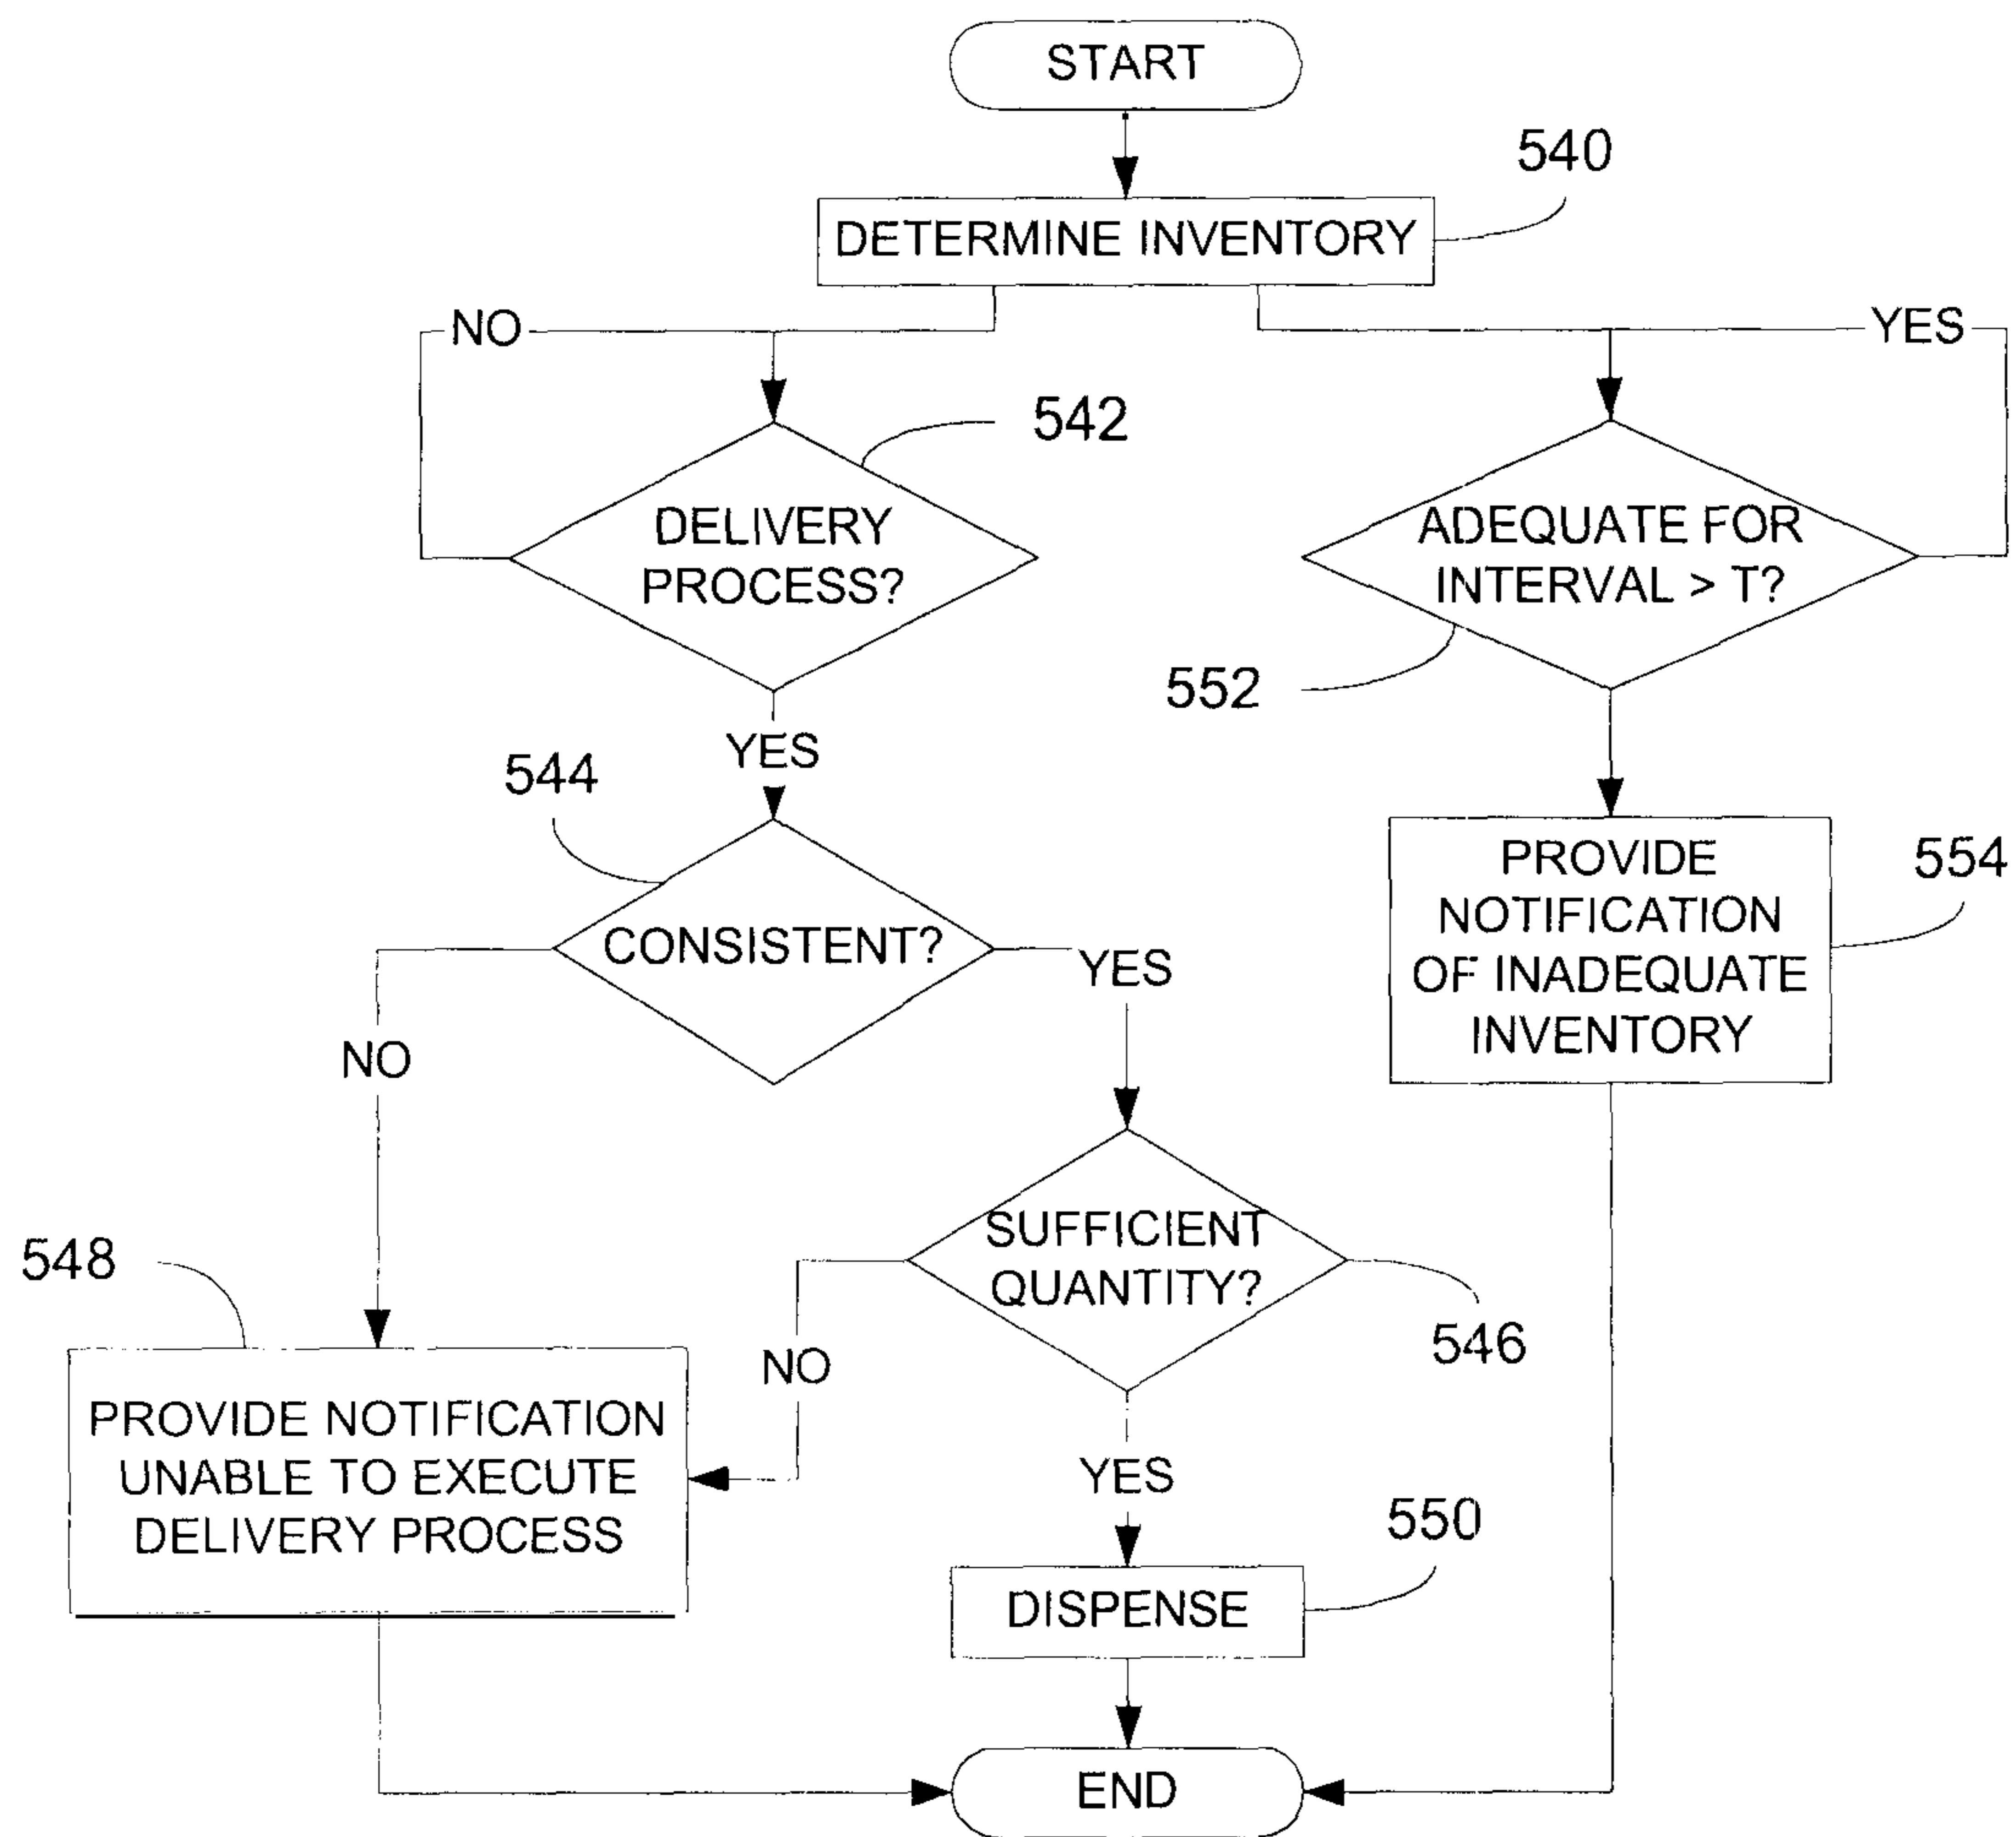 START
540
DETERMINE INVENTORY
NO
YES
542
DELIVERY
PROCESS?
ADEQUATE FOR
INTERVAL > T?
552
YES
544
CONSISTENT?
YES
PROVIDE
NOTIFICATION
OF INADEQUATE
INVENTORY
554
NO
SUFFICIENT
QUANTITY?
546
548
NO
PROVIDE NOTIFICATION
UNABLE TO EXECUTE
DELIVERY PROCESS
YES
550
DISPENSE
END